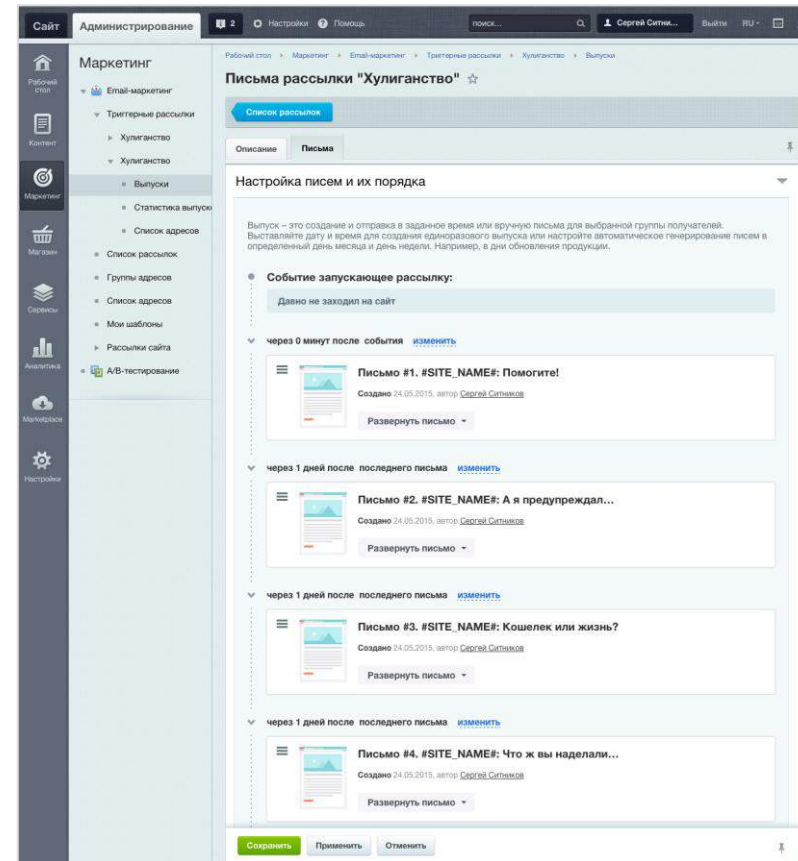 Сайт
Администрирование
2
Настройки
Помощь
поиск...
Сергей Ситни...
Выйти
RU
Рабочий стол
Контент
Маркетинг
Магазин
Сервисы
Аналитика
Marketplace
Настройки
Маркетинг
Email-маркетинг
Триггерные рассылки
Хулиганство
Хулиганство
Выпуски
Статистика выпуско
Список адресов
Список рассылок
Группы адресов
Список адресов
Мои шаблоны
Рассылки сайта
A/B-тестирование
Рабочий стол Маркетинг Email-маркетинг Триггерные рассылки Хулиганство Выпуски
Письма рассылки "Хулиганство"
Список рассылок
Описание
Письма
Настройка писем и их порядка
Выпуск – это создание и отправка в заданное время или вручную письма для выбранной группы получателей.
Выставляйте дату и время для создания единоразового выпуска или настройте автоматическое генерирование писем в
определенный день месяца и день недели. Например, в дни обновления продукции.
Событие запускающее рассылку:
Давно не заходил на сайт
через 0 минут после события изменить
Письмо #1. #SITE_NAME#: Помогите!
Создано 24.05.2015, автор Сергей Ситников
Развернуть письмо
через 1 дней после последнего письма изменить
Письмо #2. #SITE_NAME#: А я предупреждал...
Создано 24.05.2015, автор Сергей Ситников
Развернуть письмо
через 1 дней после последнего письма изменить
Письмо #3. #SITE_NAME#: Кошелек или жизнь?
Создано 24.05.2015, автор Сергей Ситников
Развернуть письмо
через 1 дней после последнего письма изменить
Письмо #4. #SITE_NAME#: Что ж вы наделали...
Создано 24.05.2015, автор Сергей Ситников
Развернуть письмо
Сохранить
Применить
Отменить